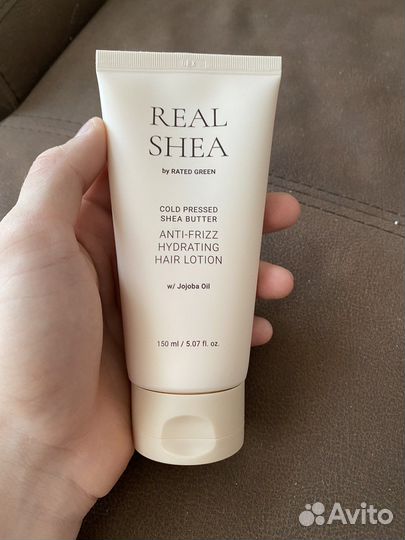 REAL
SHEA
by RATED GREEN
COLD PRESSED
SHEA BUTTER
ANTI-FRIZZ
HYDRATING
HAIR LOTION
w/ Jojoba Oil
150 ml / 5.07 fl. oz.
Avito